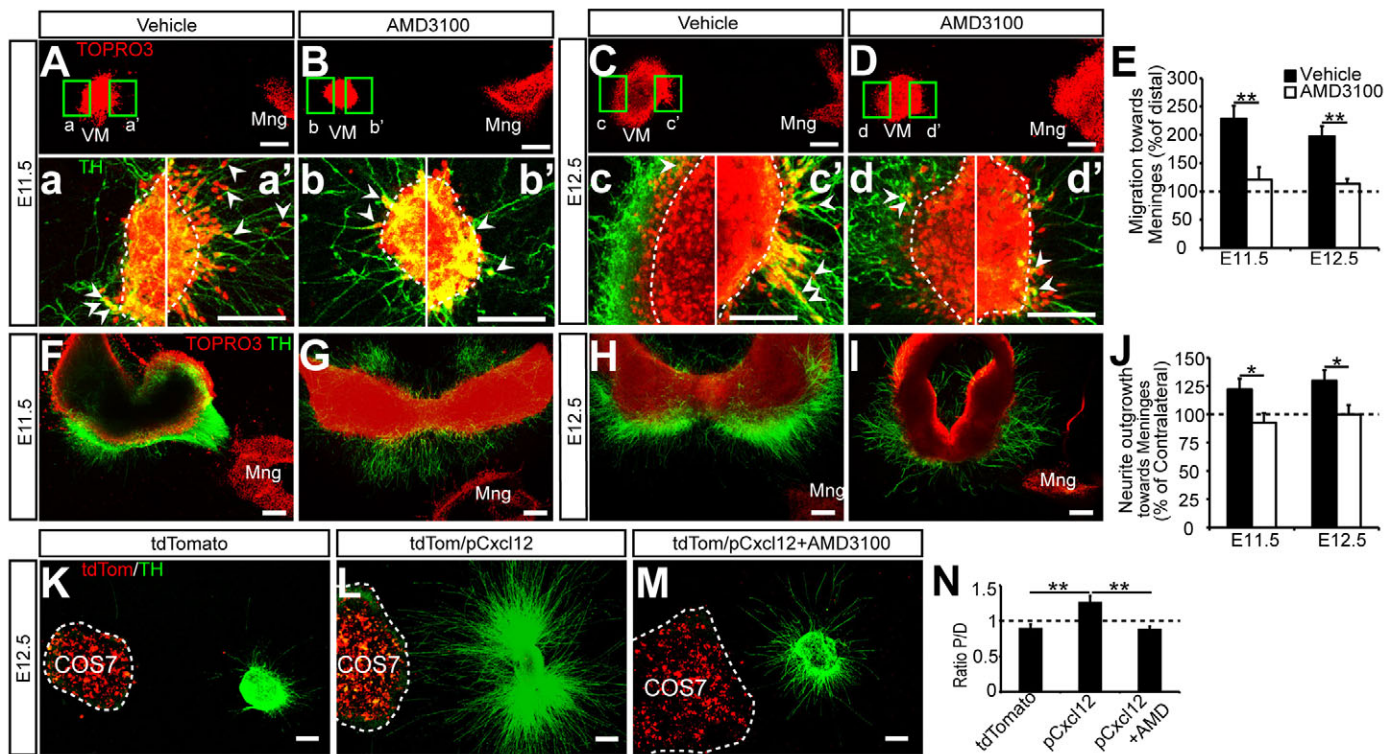 Vehicle AMD3100 Vehicle AMD3100
E11.5
A TOPRO3 B C D
a VM a' Mng b VM b' Mng
E12.5
c VM c' Mng d VM d' Mng
a TH a' b b' c c' d d'
E
Migration towards
Meninges (%of distal)
300
250
200
150
100
50
0
Vehicle
AMD3100
** **
E11.5 E12.5
E11.5
F TOPRO3 TH G
Mng Mng
E12.5
H I
Mng Mng
J
Neurite outgrowth
towards Meninges
(% of Contralateral)
150
125
100
75
50
25
0
* *
E11.5 E12.5
tdTomato tdTom/pCxcl12 tdTom/pCxcl12+AMD3100
E12.5
K tdTom/TH L M
COS7 COS7 COS7
N
Ratio P/D
1.5
1
0.5
0
** **
tdTomato
pCxcl12
pCxcl12
+AMD